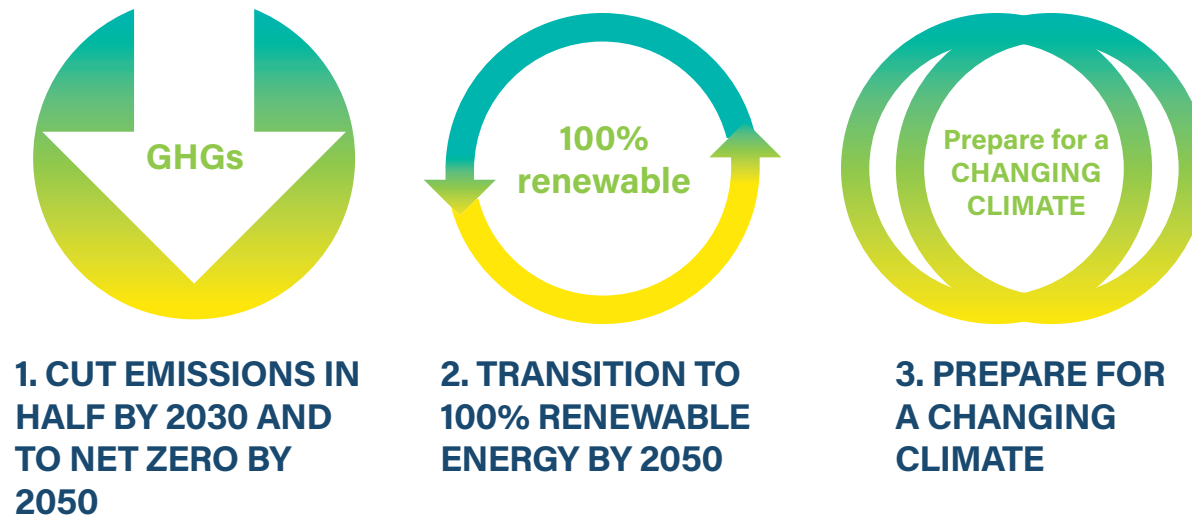 GHGs
100%
renewable
Prepare for a
CHANGING
CLIMATE
1. CUT EMISSIONS IN
HALF BY 2030 AND
TO NET ZERO BY
2050
2. TRANSITION TO
100% RENEWABLE
ENERGY BY 2050
3. PREPARE FOR
A CHANGING
CLIMATE